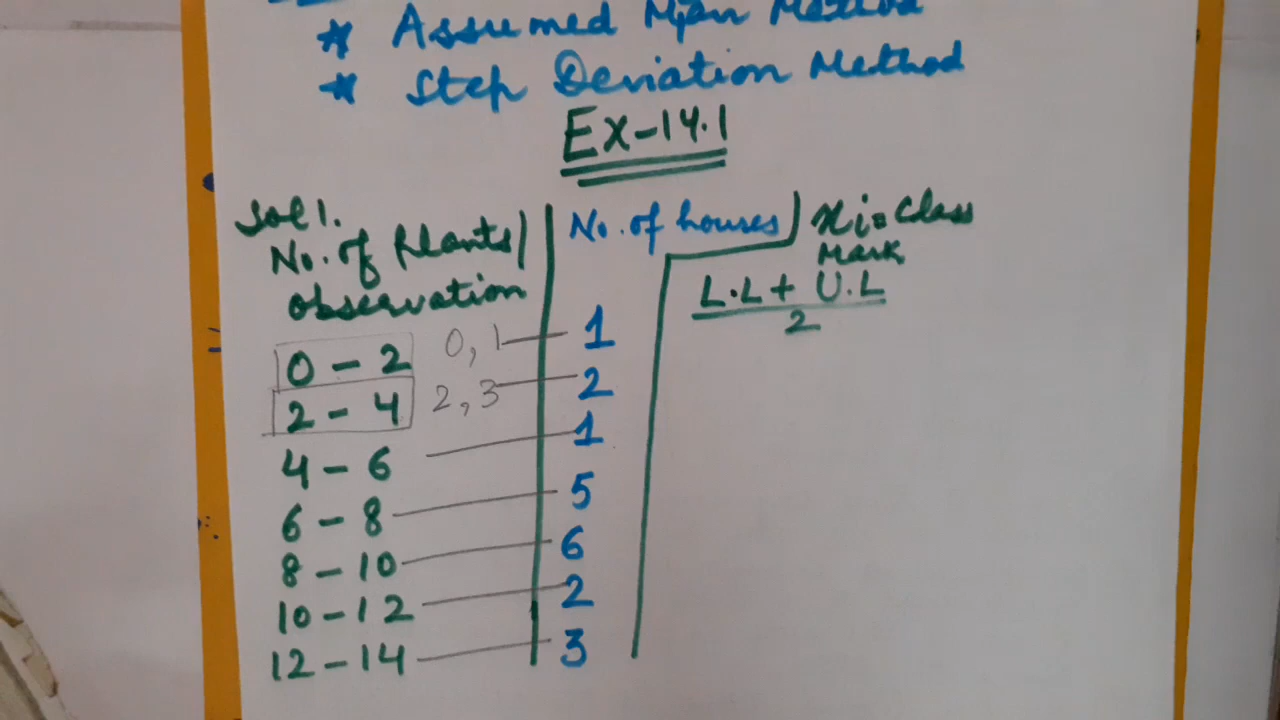 * Assumed Mean Method
* Step Deviation Method
Ex-14.1
Sol 1.
No. of Plants/ observation | No. of houses | xi = Class Mark
L.L + U.L / 2
0 - 2 0, 1 1
2 - 4 2, 3 2
4 - 6 1
6 - 8 5
8 - 10 6
10 - 12 2
12 - 14 3